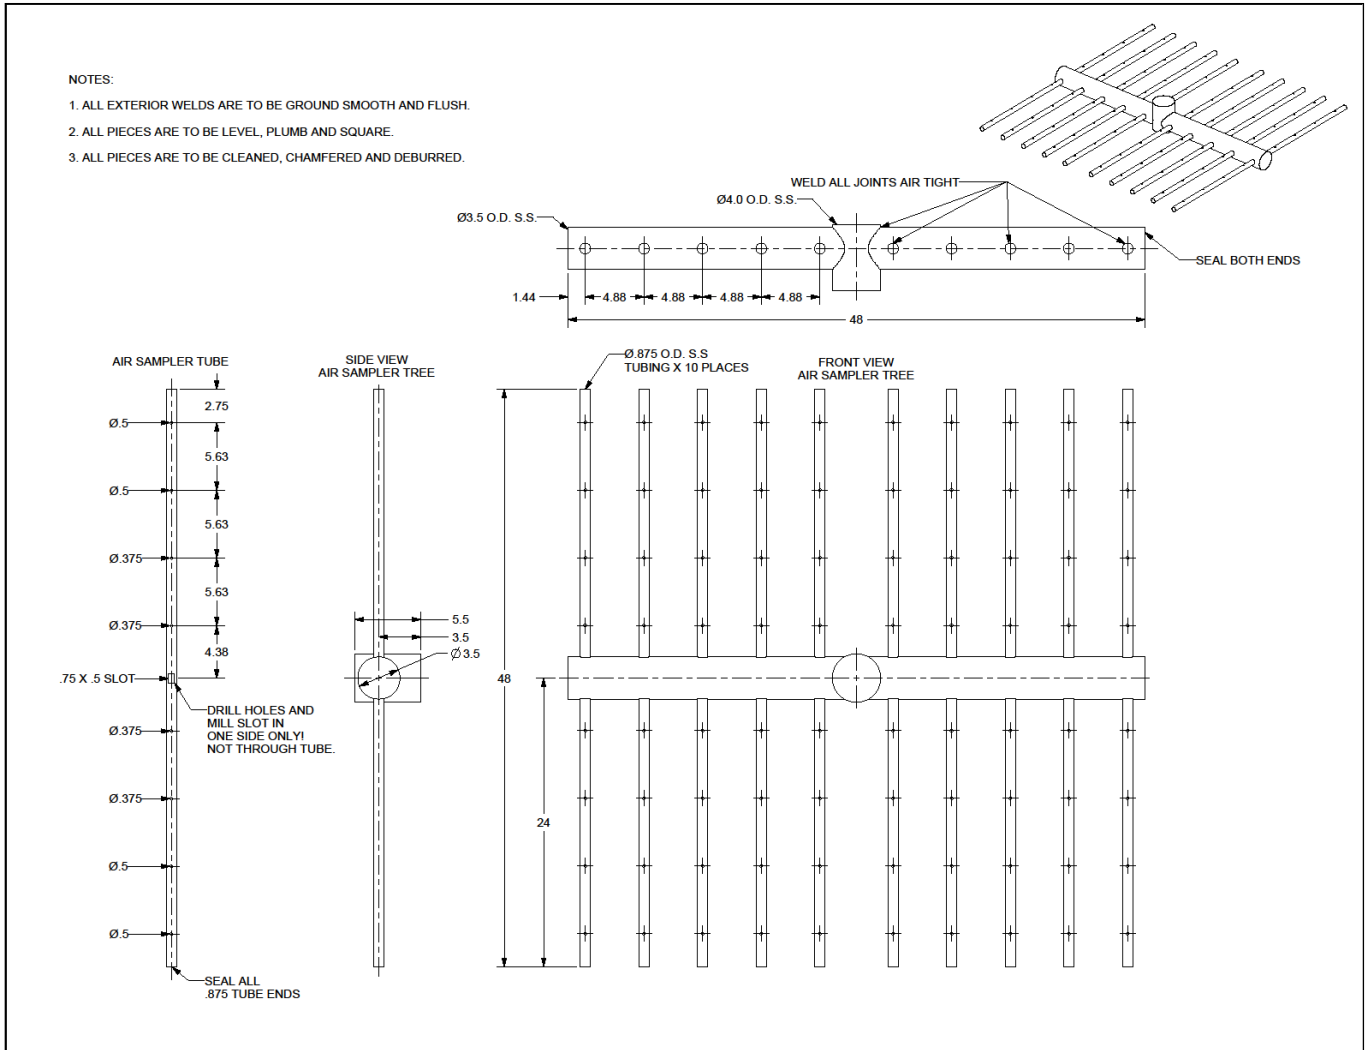 NOTES:
1. ALL EXTERIOR WELDS ARE TO BE GROUND SMOOTH AND FLUSH.
2. ALL PIECES ARE TO BE LEVEL, PLUMB AND SQUARE.
3. ALL PIECES ARE TO BE CLEANED, CHAMFERED AND DEBURRED.
WELD ALL JOINTS AIR TIGHT
Ø4.0 O.D. S.S.
Ø3.5 O.D. S.S.
SEAL BOTH ENDS
1.44
4.88
4.88
4.88
4.88
48
AIR SAMPLER TUBE
2.75
Ø.5
5.63
Ø.5
5.63
Ø.375
5.63
Ø.375
4.38
.75 X .5 SLOT
DRILL HOLES AND
MILL SLOT IN
ONE SIDE ONLY!
NOT THROUGH TUBE.
Ø.375
Ø.375
Ø.5
Ø.5
SEAL ALL
.875 TUBE ENDS
SIDE VIEW
AIR SAMPLER TREE
5.5
3.5
Ø3.5
Ø.875 O.D. S.S
TUBING X 10 PLACES
FRONT VIEW
AIR SAMPLER TREE
48
24